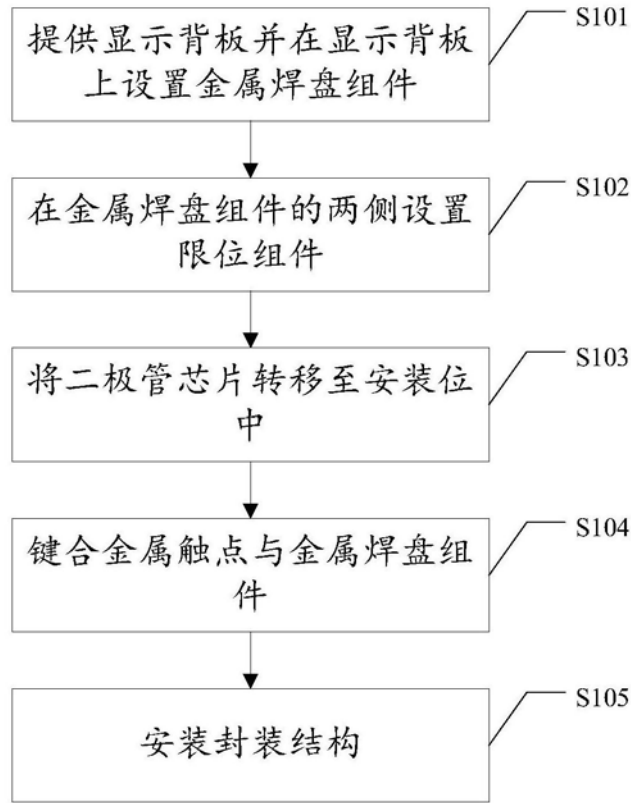 提供显示背板并在显示背板
上设置金属焊盘组件
S101
在金属焊盘组件的两侧设置
限位组件
S102
将二极管芯片转移至安装位
中
S103
键合金属触点与金属焊盘组
件
S104
安装封装结构
S105